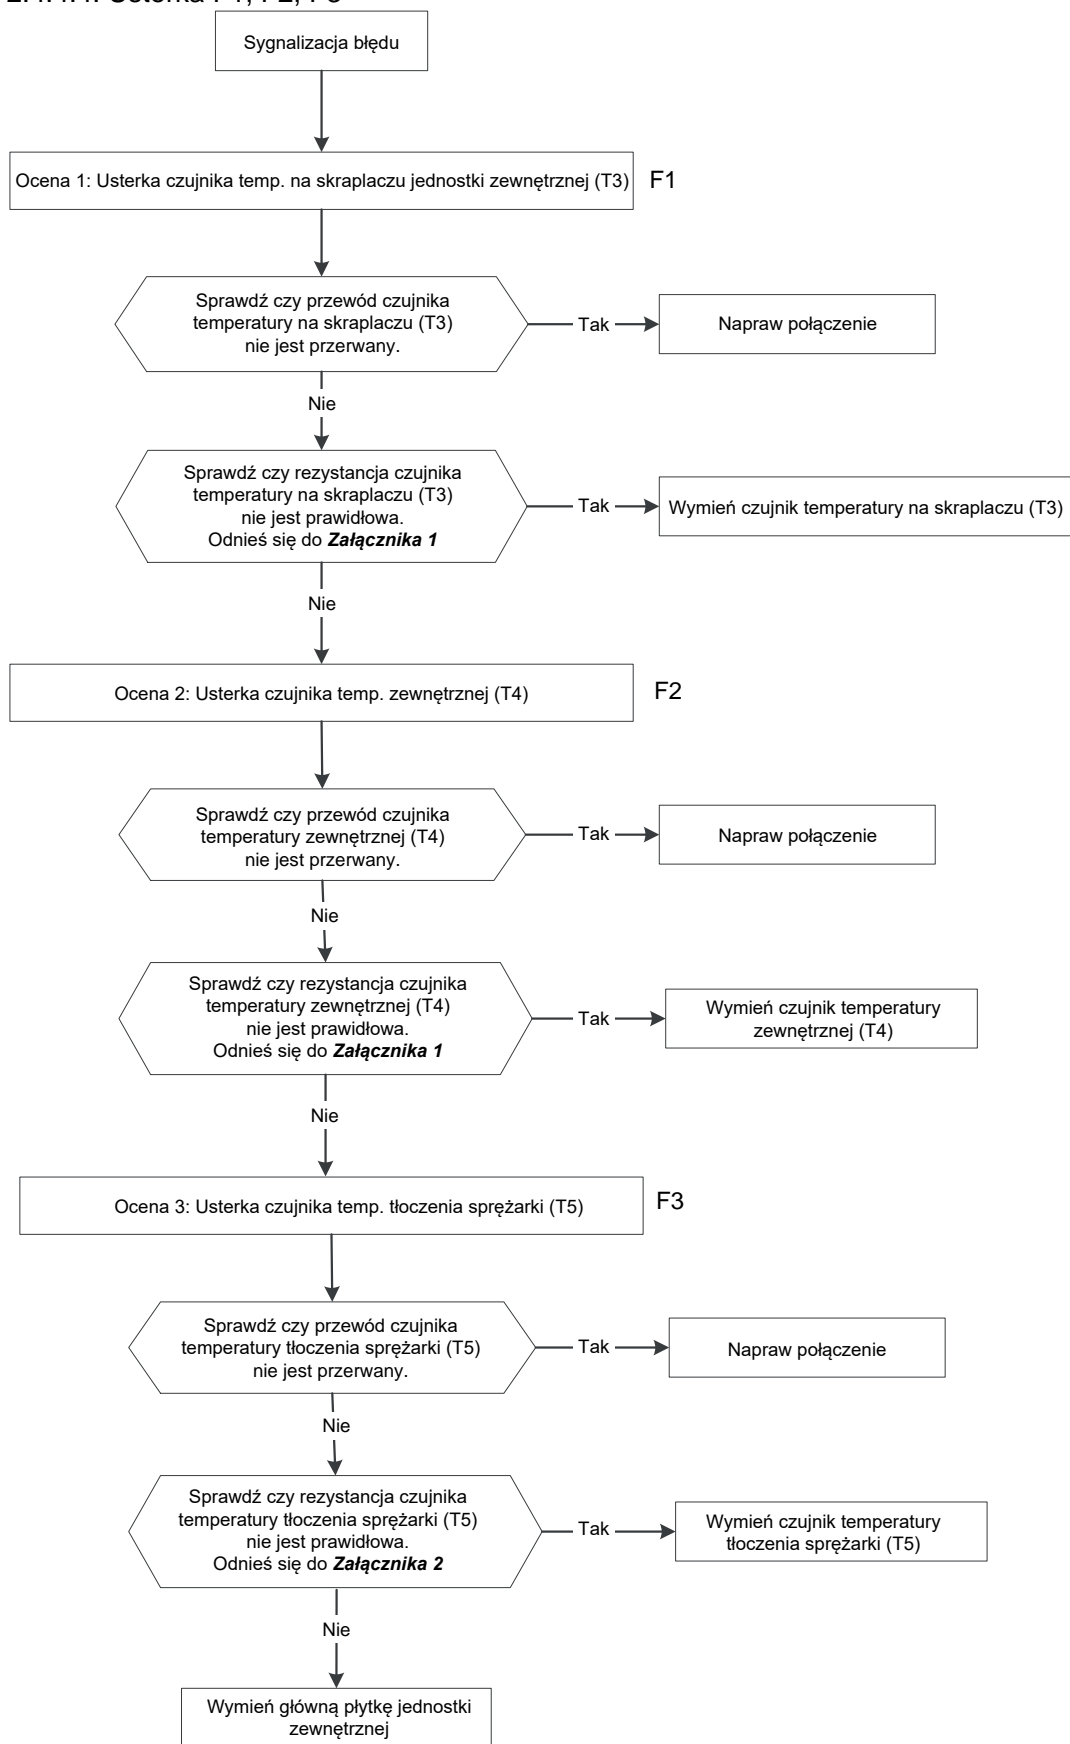 Sygnalizacja błędu
Ocena 1: Usterka czujnika temp. na skraplaczu jednostki zewnętrznej (T3)
F1
Sprawdź czy przewód czujnika
temperatury na skraplaczu (T3)
nie jest przerwany.
Tak
Napraw połączenie
Nie
Sprawdź czy rezystancja czujnika
temperatury na skraplaczu (T3)
nie jest prawidłowa.
Odnieś się do Załącznika 1
Tak
Wymień czujnik temperatury na skraplaczu (T3)
Nie
Ocena 2: Usterka czujnika temp. zewnętrznej (T4)
F2
Sprawdź czy przewód czujnika
temperatury zewnętrznej (T4)
nie jest przerwany.
Tak
Napraw połączenie
Nie
Sprawdź czy rezystancja czujnika
temperatury zewnętrznej (T4)
nie jest prawidłowa.
Odnieś się do Załącznika 1
Tak
Wymień czujnik temperatury
zewnętrznej (T4)
Nie
Ocena 3: Usterka czujnika temp. tłoczenia sprężarki (T5)
F3
Sprawdź czy przewód czujnika
temperatury tłoczenia sprężarki (T5)
nie jest przerwany.
Tak
Napraw połączenie
Nie
Sprawdź czy rezystancja czujnika
temperatury tłoczenia sprężarki (T5)
nie jest prawidłowa.
Odnieś się do Załącznika 2
Tak
Wymień czujnik temperatury
tłoczenia sprężarki (T5)
Nie
Wymień główną płytkę jednostki
zewnętrznej